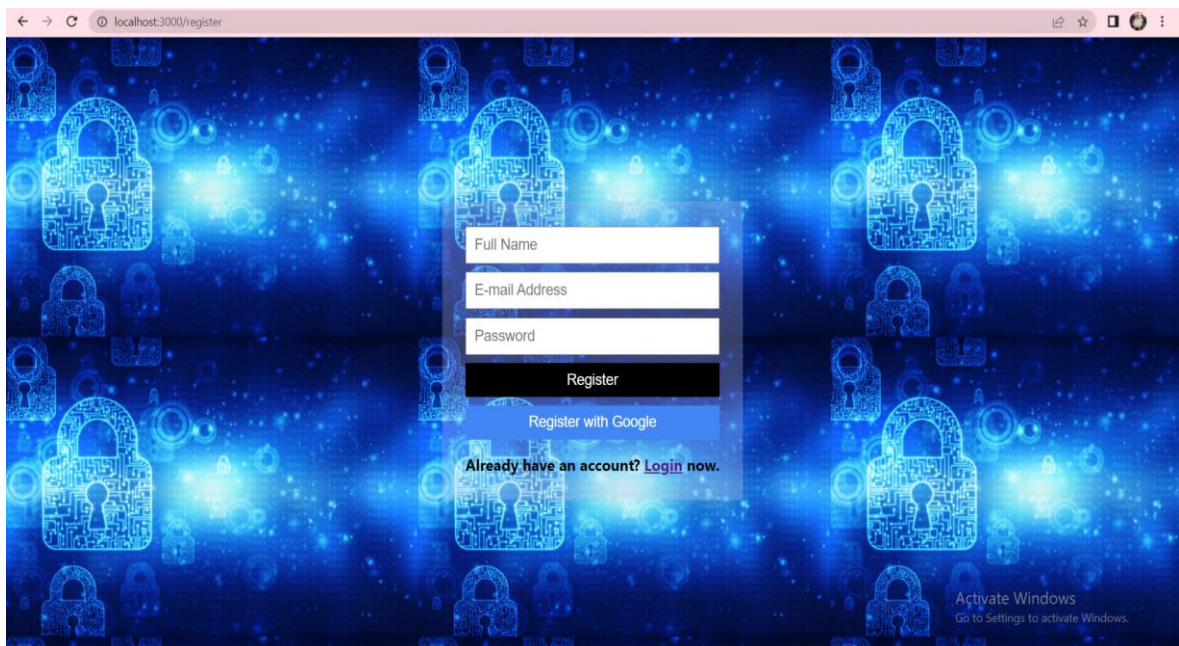 localhost:3000/register
Full Name
E-mail Address
Password
Register
Register with Google
Already have an account? Login now.
Activate Windows
Go to Settings to activate Windows.